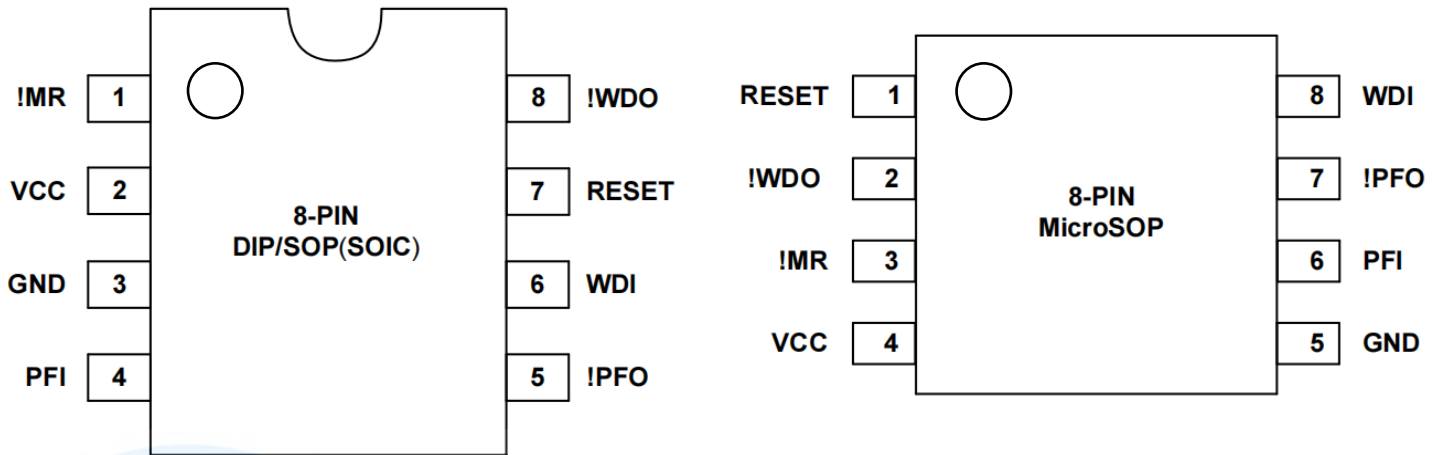 !MR 1 8 !WDO
VCC 2 7 RESET
8-PIN
DIP/SOP(SOIC)
GND 3 6 WDI
PFI 4 5 !PFO
RESET 1 8 WDI
!WDO 2 7 !PFO
8-PIN
MicroSOP
!MR 3 6 PFI
VCC 4 5 GND